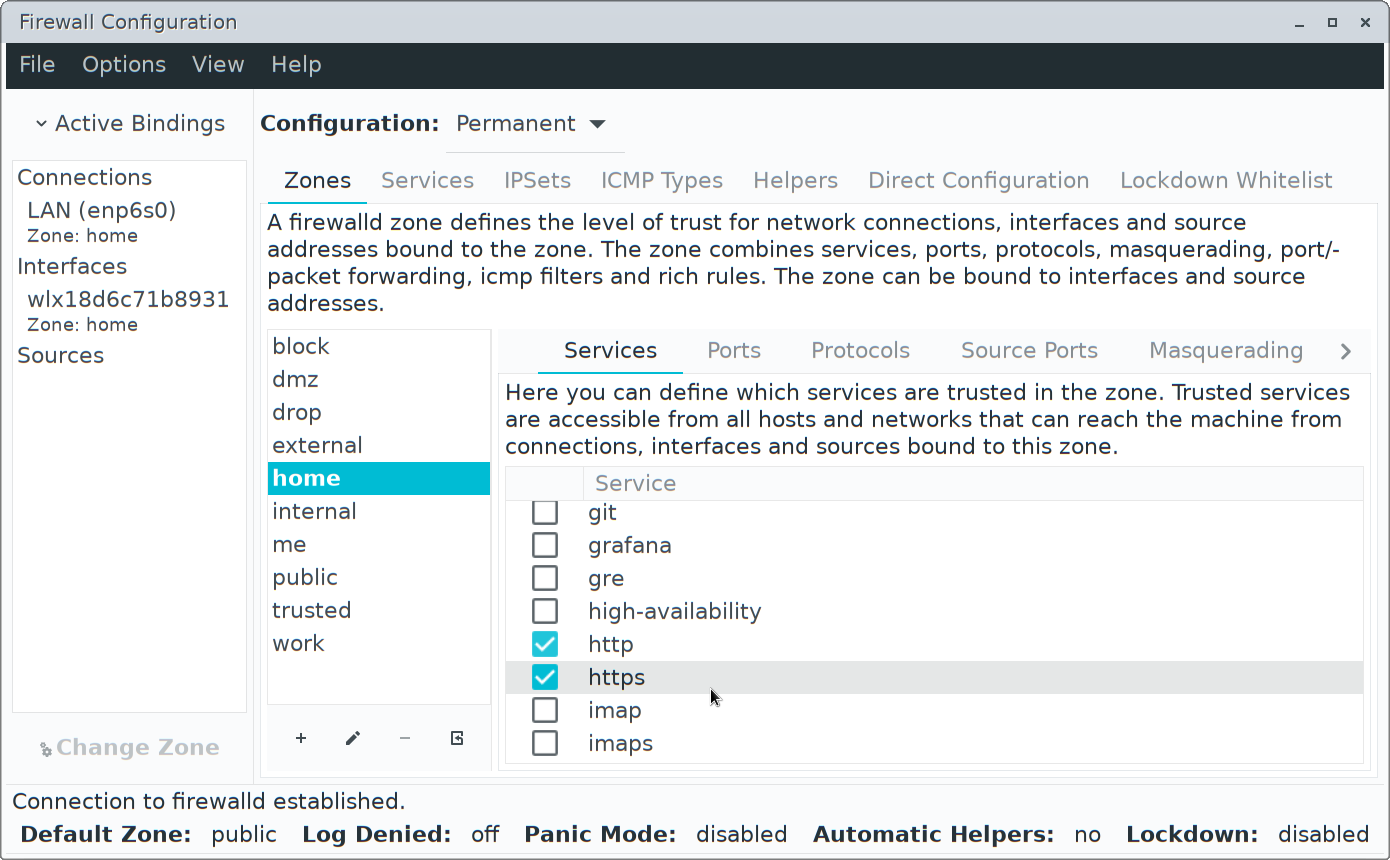 Firewall Configuration
File Options View Help
Active Bindings
Connections
LAN (enp6s0)
Zone: home
Interfaces
wlx18d6c71b8931
Zone: home
Sources
Change Zone
Configuration: Permanent
Zones Services IPSets ICMP Types Helpers Direct Configuration Lockdown Whitelist
A firewalld zone defines the level of trust for network connections, interfaces and source
addresses bound to the zone. The zone combines services, ports, protocols, masquerading, port/-
packet forwarding, icmp filters and rich rules. The zone can be bound to interfaces and source
addresses.
block
dmz
drop
external
home
internal
me
public
trusted
work
Services Ports Protocols Source Ports Masquerading
Here you can define which services are trusted in the zone. Trusted services
are accessible from all hosts and networks that can reach the machine from
connections, interfaces and sources bound to this zone.
Service
git
grafana
gre
high-availability
http
https
imap
imaps
Connection to firewalld established.
Default Zone: public Log Denied: off Panic Mode: disabled Automatic Helpers: no Lockdown: disabled